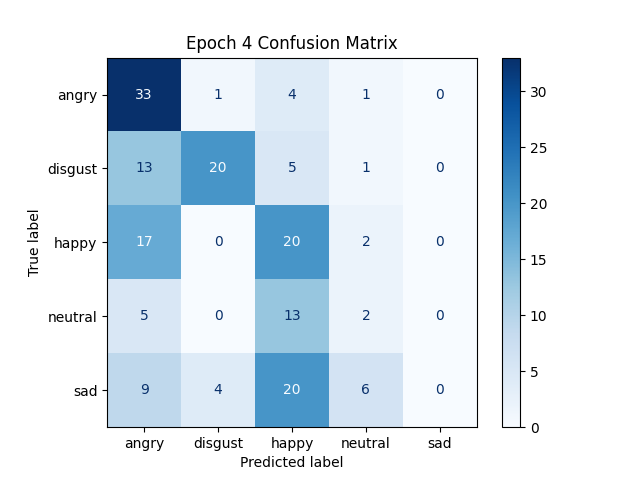 Epoch 4 Confusion Matrix
True label
angry 33 1 4 1 0
disgust 13 20 5 1 0
happy 17 0 20 2 0
neutral 5 0 13 2 0
sad 9 4 20 6 0
angry disgust happy neutral sad
Predicted label
30
25
20
15
10
5
0